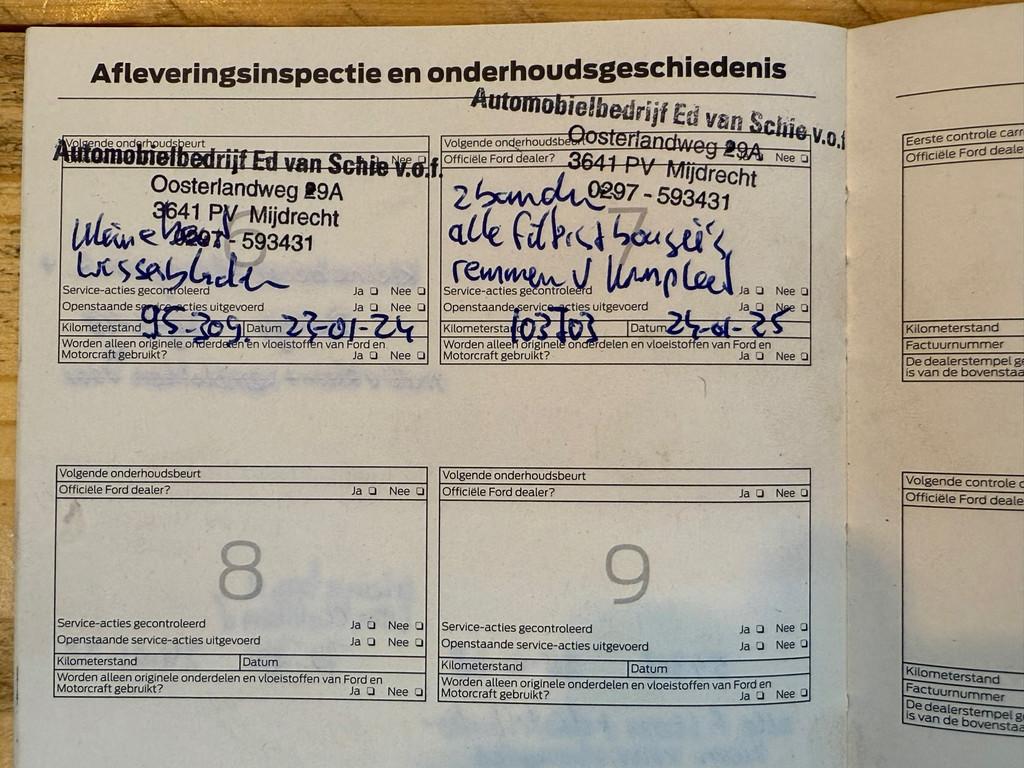 Afleveringsinspectie en onderhoudsgeschiedenis
Volgende onderhoudsbeurt
Automobielbedrijf Ed van Schie v.o.f.
Nee
Oosterlandweg 29A
3641 PV Mijdrecht
0297 - 593431
6
kleine beurt
wisserbladen
Service-acties gecontroleerd Ja Nee
Openstaande service-acties uitgevoerd Ja Nee
Kilometerstand 95-309. Datum 23-01-24
Worden alleen originele onderdelen en vloeistoffen van Ford en
Motorcraft gebruikt? Ja Nee
Automobielbedrijf Ed van Schie v.o.f
Volgende onderhoudsbeurt
Oosterlandweg 29A
Officiële Ford dealer? Nee
3641 PV Mijdrecht
0297 - 593431
7
2 banden
alle filters + bougie's
remmen V kompleet
Service-acties gecontroleerd Ja Nee
Openstaande service-acties uitgevoerd Ja Nee
Kilometerstand 103703 Datum 24-01-25
Worden alleen originele onderdelen en vloeistoffen van Ford en
Motorcraft gebruikt? Ja Nee
Volgende onderhoudsbeurt
Officiële Ford dealer? Ja Nee
8
Service-acties gecontroleerd Ja Nee
Openstaande service-acties uitgevoerd Ja Nee
Kilometerstand Datum
Worden alleen originele onderdelen en vloeistoffen van Ford en
Motorcraft gebruikt? Ja Nee
Volgende onderhoudsbeurt
Officiële Ford dealer? Ja Nee
9
Service-acties gecontroleerd Ja Nee
Openstaande service-acties uitgevoerd Ja Nee
Kilometerstand Datum
Worden alleen originele onderdelen en vloeistoffen van Ford en
Motorcraft gebruikt? Ja Nee
Eerste controle
Officiële Ford
Kilometerstand
Factuurnummer
De dealerstempel
is van de
Volgende controle
Officiële Ford
Kilometerstand
Factuurnummer
De dealerstempel
is van de